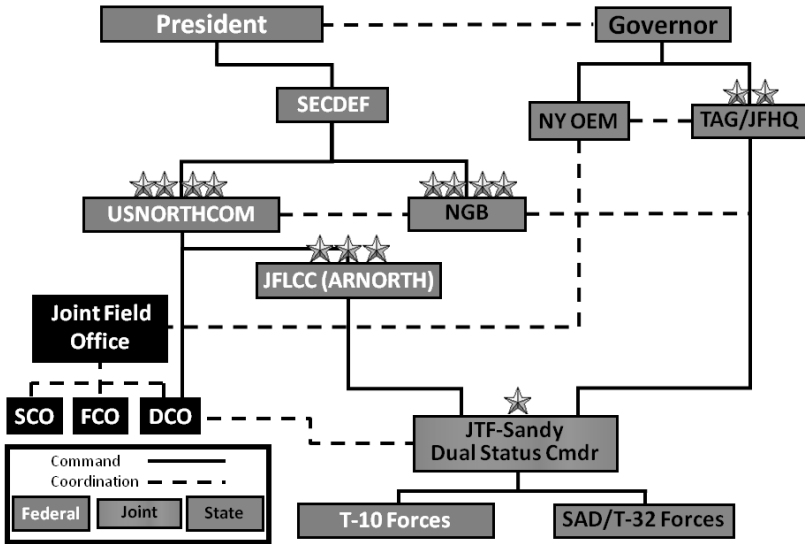 President
Governor
SECDEF
NY OEM
TAG/JFHQ
USNORTHCOM
NGB
JFLCC (ARNORTH)
Joint Field
Office
SCO
FCO
DCO
JTF-Sandy
Dual Status Cmdr
Command
Coordination
Federal
Joint
State
T-10 Forces
SAD/T-32 Forces